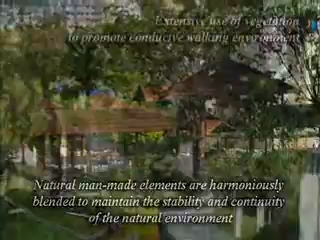 Extensive use of vegetation
to promote conducive walking environment
Natural man-made elements are harmoniously
blended to maintain the stability and continuity
of the natural environment